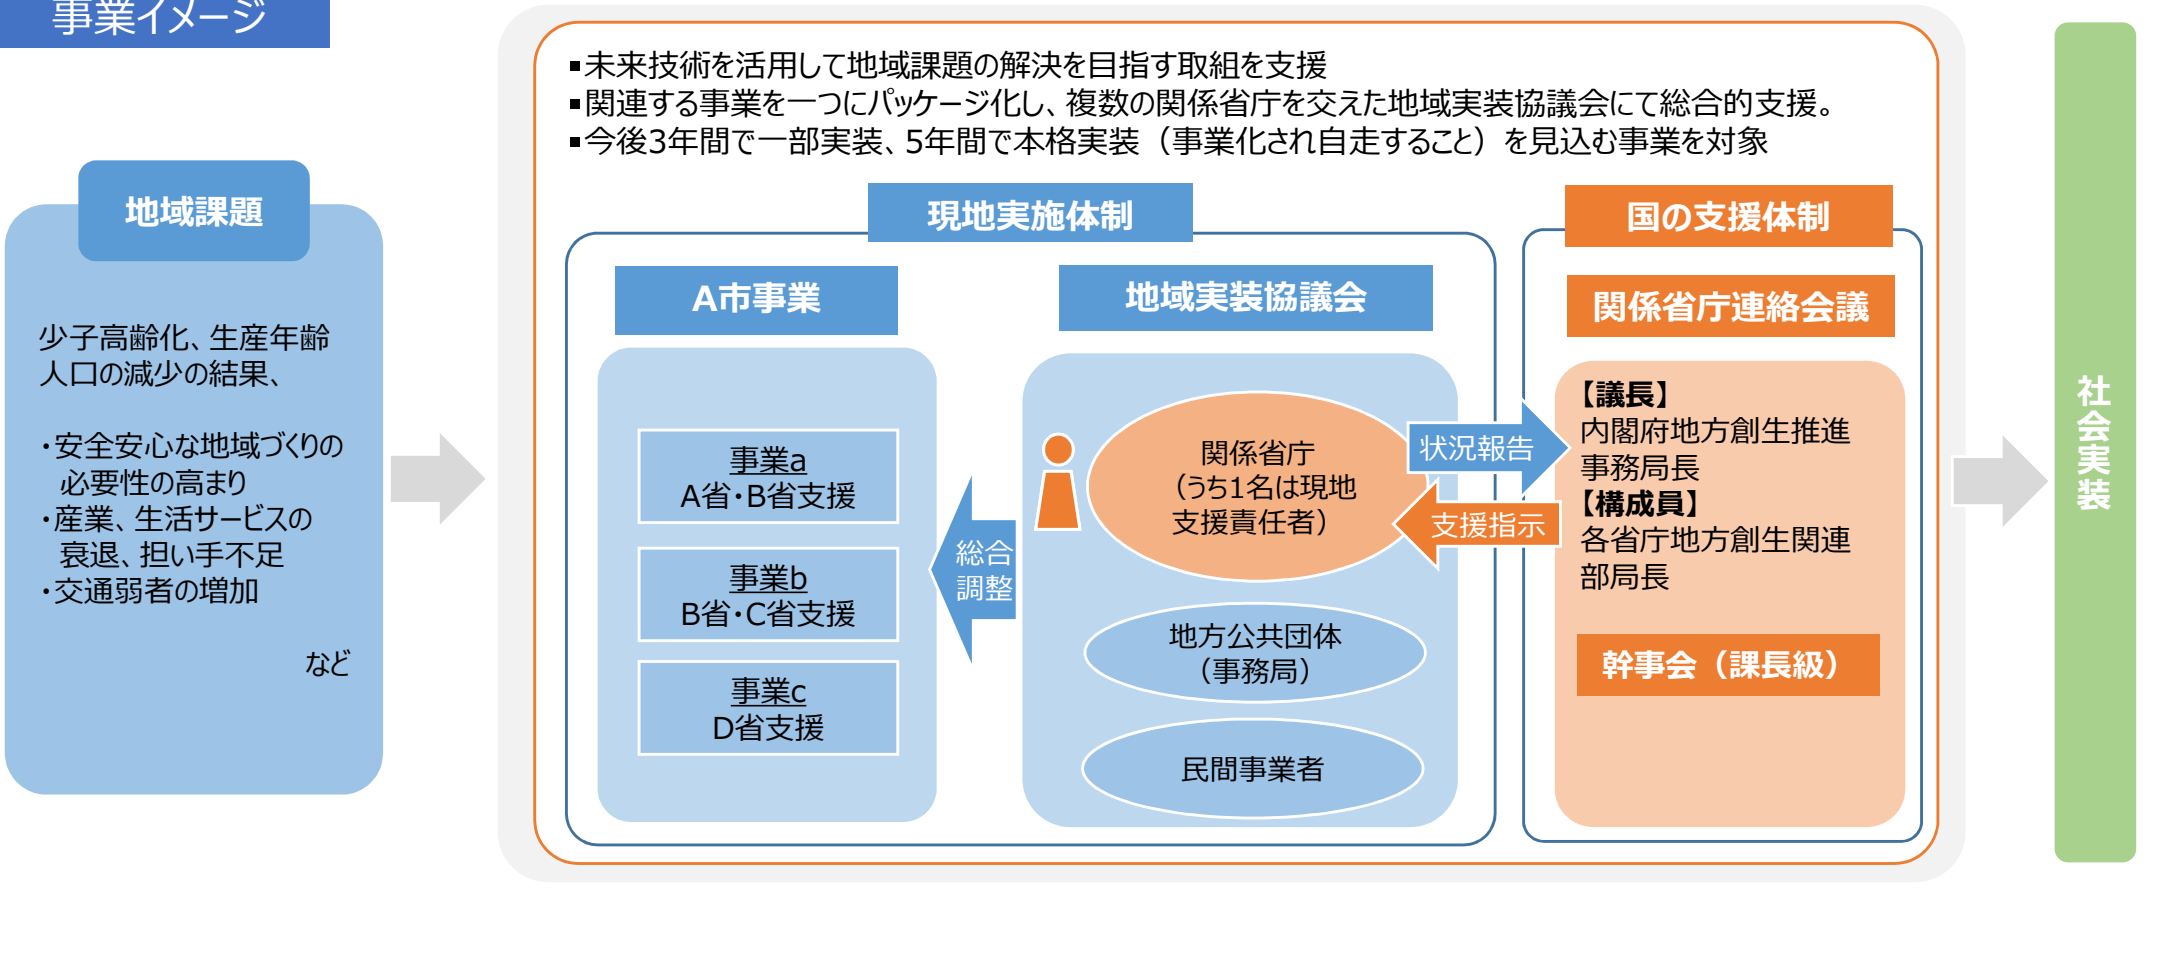 事業イメージ
地域課題
少子高齢化、生産年齢
人口の減少の結果、
・安全安心な地域づくりの
必要性の高まり
・産業、生活サービスの
衰退、担い手不足
・交通弱者の増加
など
▪未来技術を活用して地域課題の解決を目指す取組を支援
▪関連する事業を一つにパッケージ化し、複数の関係省庁を交えた地域実装協議会にて総合的支援。
▪今後3年間で一部実装、5年間で本格実装（事業化され自走すること）を見込む事業を対象
現地実施体制
A市事業
事業a
A省・B省支援
事業b
B省・C省支援
事業c
D省支援
総合
調整
地域実装協議会
関係省庁
（うち1名は現地
支援責任者）
地方公共団体
（事務局）
民間事業者
状況報告
支援指示
国の支援体制
関係省庁連絡会議
【議長】
内閣府地方創生推進
事務局長
【構成員】
各省庁地方創生関連
部局長
幹事会（課長級）
社会実装